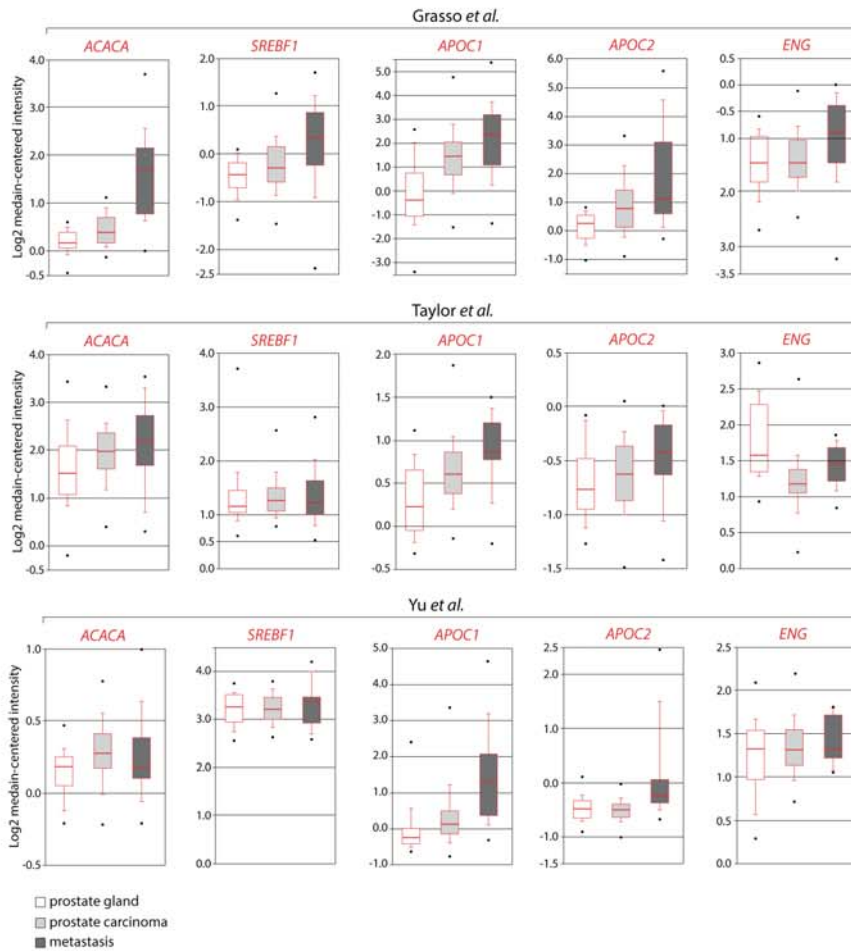 Grasso et al.
ACACA SREBF1 APOC1 APOC2 ENG
Log2 medain-centered intensity
4.0 3.0 2.0 1.0 0.0 -0.5
2.0 1.0 -0.0 -1.0 -2.0 -2.5
5.0 4.0 3.0 2.0 1.0 0.0 -1.0 -2.0 -3.0
6.0 5.0 4.0 3.0 2.0 1.0 0.0 -1.0
0.5 0.0 -0.5 1.0 2.0 3.0 -3.5
Taylor et al.
ACACA SREBF1 APOC1 APOC2 ENG
Log2 medain-centered intensity
4.0 3.0 2.0 1.0 0.0 -0.5
4.0 3.0 2.0 1.0 0.5 0.0
2.0 1.5 1.0 0.5 0.0 -0.5
0.5 0.0 -0.5 -1.0 -1.5
3.0 2.5 2.0 1.5 1.0 0.5 0.0
Yu et al.
ACACA SREBF1 APOC1 APOC2 ENG
Log2 medain-centered intensity
1.0 0.5 0.0 -0.5
4.0 3.0 2.0 1.0 0.0
5.0 4.0 3.0 2.0 1.0 0.0 -1.0
2.5 2.0 1.0 -0.0 -1.0 -1.5
2.5 2.0 1.5 1.0 0.5 0.0
prostate gland
prostate carcinoma
metastasis